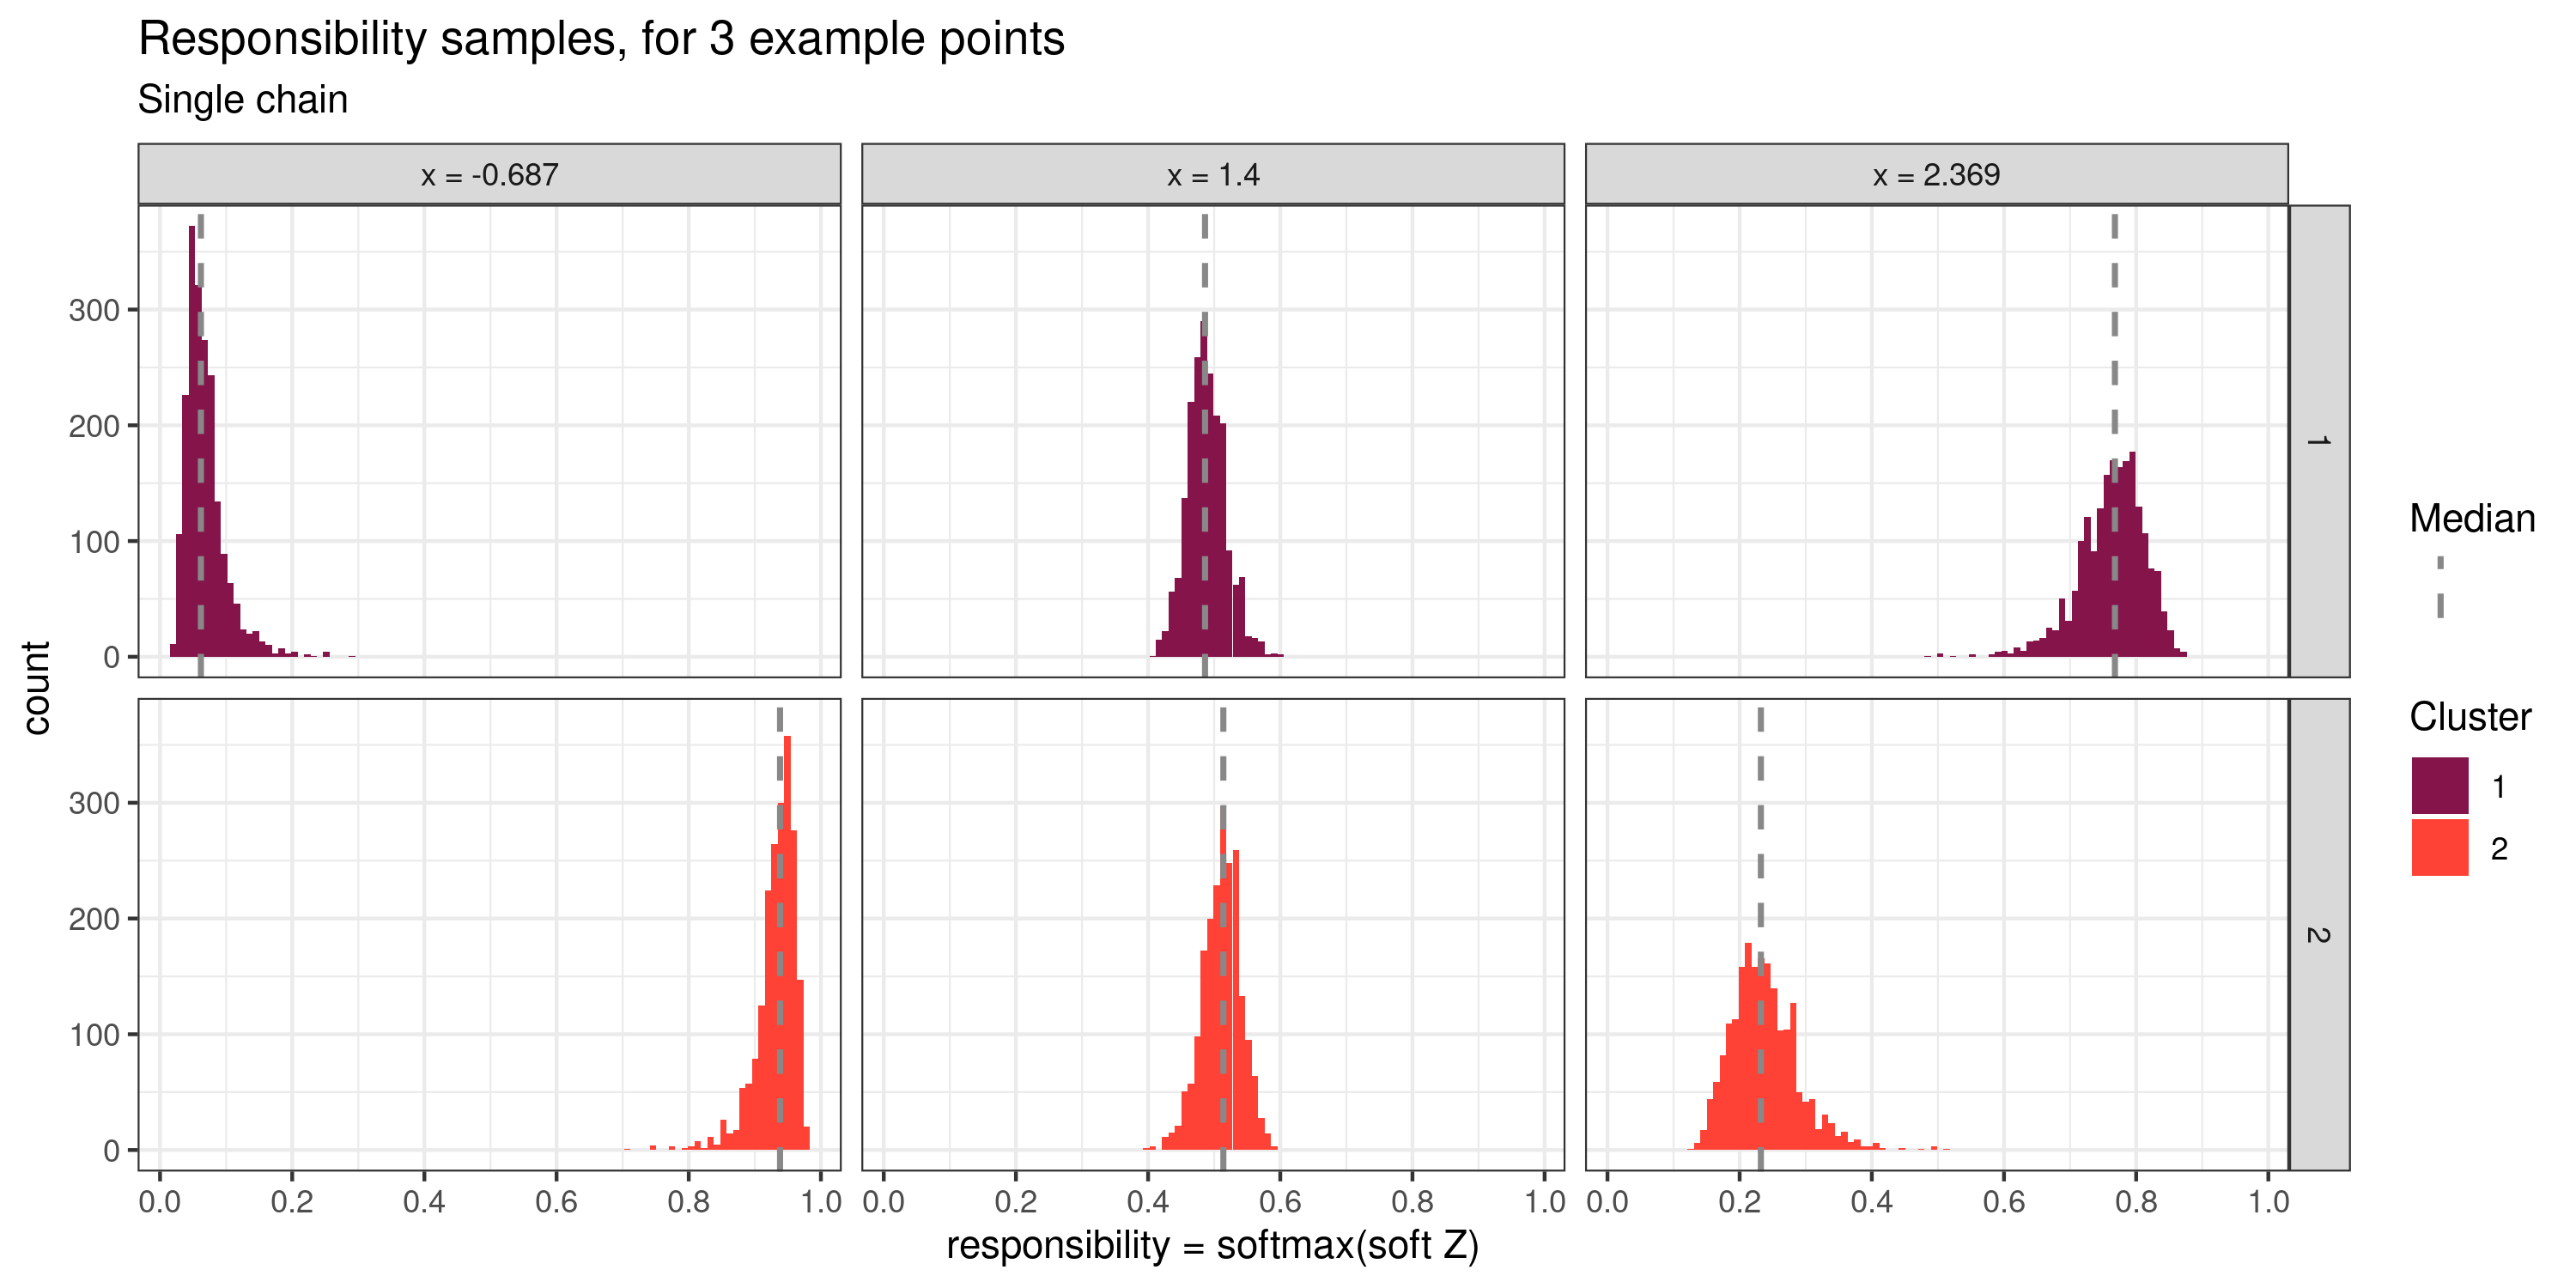 Responsibility samples, for 3 example points
Single chain
x = -0.687
x = 1.4
x = 2.369
300
200
100
0
1
300
200
100
0
2
0.0 0.2 0.4 0.6 0.8 1.0
0.0 0.2 0.4 0.6 0.8 1.0
0.0 0.2 0.4 0.6 0.8 1.0
count
responsibility = softmax(soft Z)
Median
Cluster
1
2